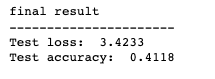 final result
----------------------
Test loss:  3.4233
Test accuracy:  0.4118